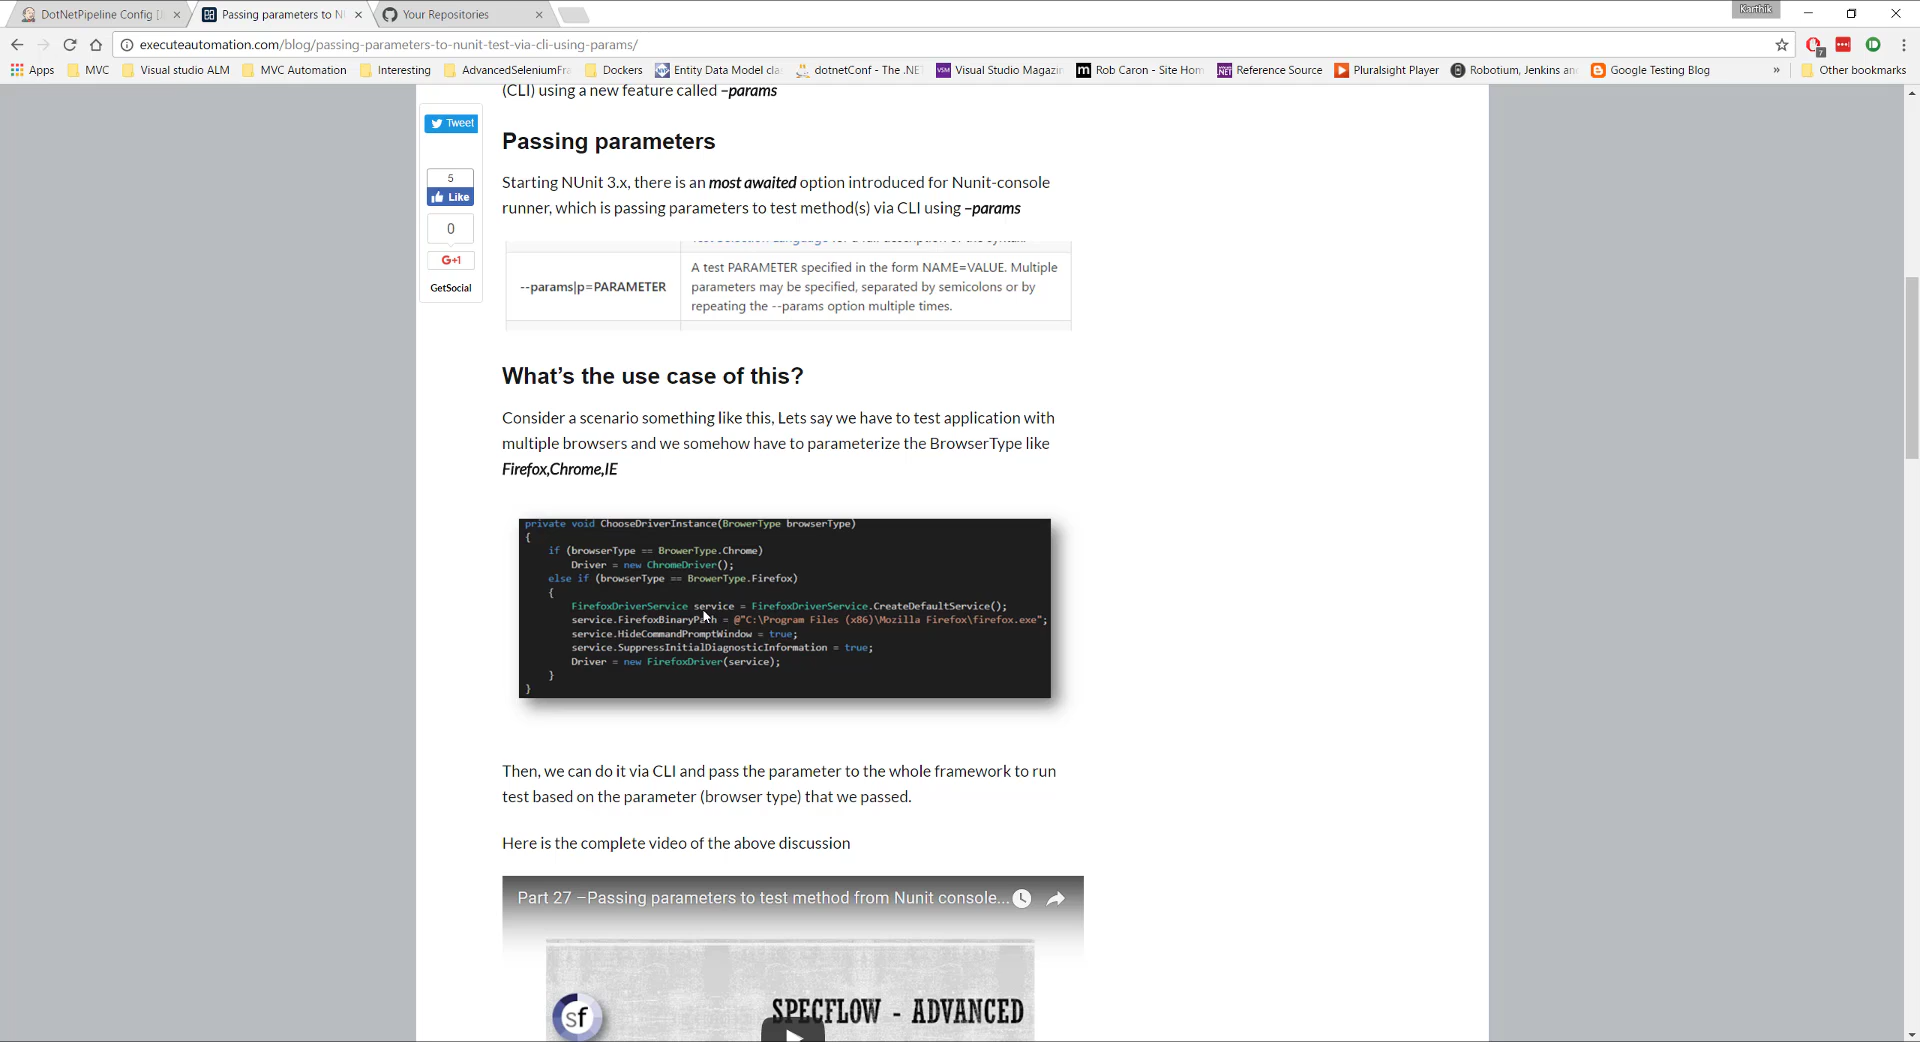 DotNetPipeline Config [
Passing parameters to NU
Your Repositories
Karthik
executeautomation.com/blog/passing-parameters-to-nunit-test-via-cli-using-params/
7
Apps
MVC
Visual studio ALM
MVC Automation
Interesting
AdvancedSeleniumFra
Dockers
Entity Data Model cla
dotnetConf - The .NE
Visual Studio Magazin
Rob Caron - Site Hom
Reference Source
Pluralsight Player
Robotium, Jenkins an
Google Testing Blog
»
Other bookmarks
(CLI) using a new feature called –params
Tweet
5
Like
0
G+1
GetSocial
Passing parameters
Starting NUnit 3.x, there is an most awaited option introduced for Nunit-console
runner, which is passing parameters to test method(s) via CLI using –params
--params|p=PARAMETER
A test PARAMETER specified in the form NAME=VALUE. Multiple
parameters may be specified, separated by semicolons or by
repeating the --params option multiple times.
What's the use case of this?
Consider a scenario something like this, Lets say we have to test application with
multiple browsers and we somehow have to parameterize the BrowserType like
Firefox,Chrome,IE
private void ChooseDriverInstance(BrowerType browserType)
{
if (browserType == BrowerType.Chrome)
Driver = new ChromeDriver();
else if (browserType == BrowerType.Firefox)
{
FirefoxDriverService service = FirefoxDriverService.CreateDefaultService();
service.FirefoxBinaryPath = @"C:\Program Files (x86)\Mozilla Firefox\firefox.exe";
service.HideCommandPromptWindow = true;
service.SuppressInitialDiagnosticInformation = true;
Driver = new FirefoxDriver(service);
}
}
Then, we can do it via CLI and pass the parameter to the whole framework to run
test based on the parameter (browser type) that we passed.
Here is the complete video of the above discussion
Part 27 –Passing parameters to test method from Nunit console...
sf
SPECFLOW - ADVANCED